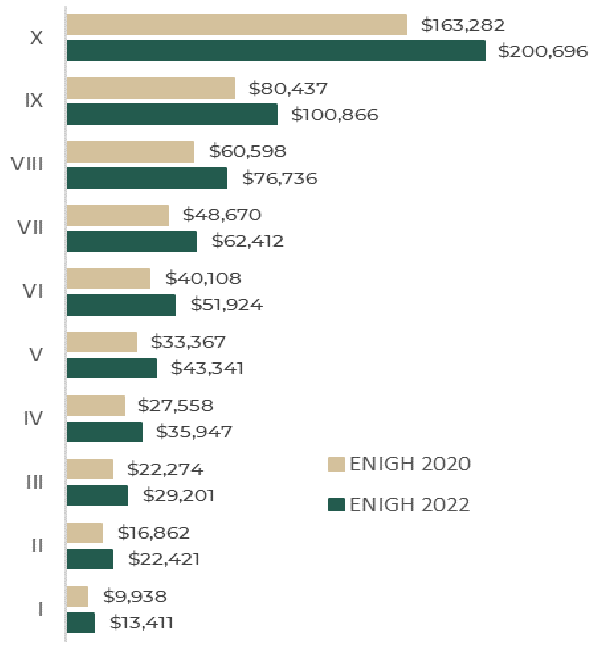 X
$163,282
$200,696
IX
$80,437
$100,866
VIII
$60,598
$76,736
VII
$48,670
$62,412
VI
$40,108
$51,924
V
$33,367
$43,341
IV
$27,558
$35,947
III
$22,274
$29,201
II
$16,862
$22,421
I
$9,938
$13,411
ENIGH 2020
ENIGH 2022